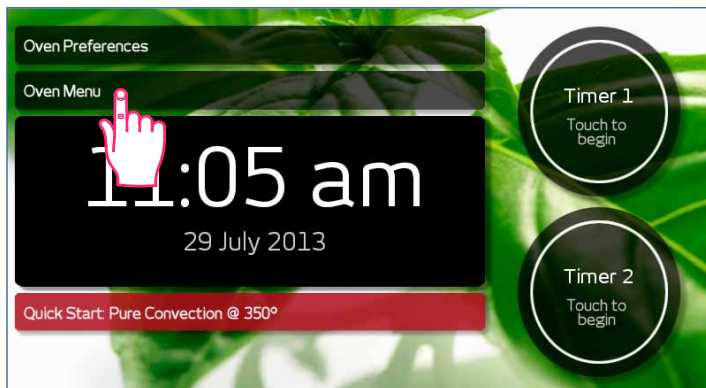 Oven Preferences
Oven Menu
11:05 am
29 July 2013
Quick Start: Pure Convection @ 350°
Timer 1
Touch to
begin
Timer 2
Touch to
begin